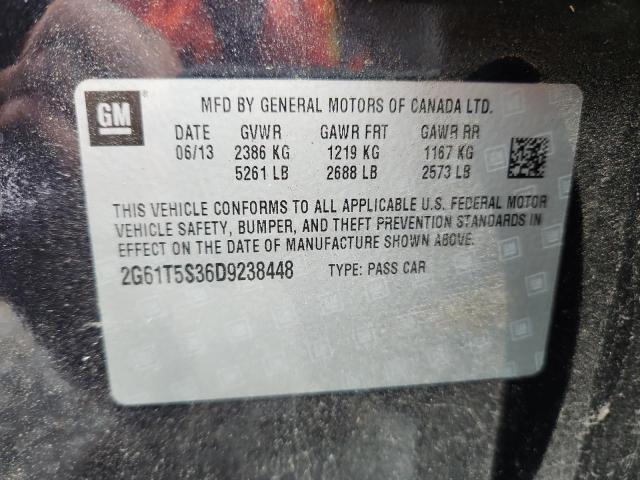 GM
®
MFD BY GENERAL MOTORS OF CANADA LTD.
DATE GVWR GAWR FRT GAWR RR
06/13 2386 KG 1219 KG 1167 KG
5261 LB 2688 LB 2573 LB
THIS VEHICLE CONFORMS TO ALL APPLICABLE U.S. FEDERAL MOTOR
VEHICLE SAFETY, BUMPER, AND THEFT PREVENTION STANDARDS IN
EFFECT ON THE DATE OF MANUFACTURE SHOWN ABOVE.
2G61T5S36D9238448 TYPE: PASS CAR